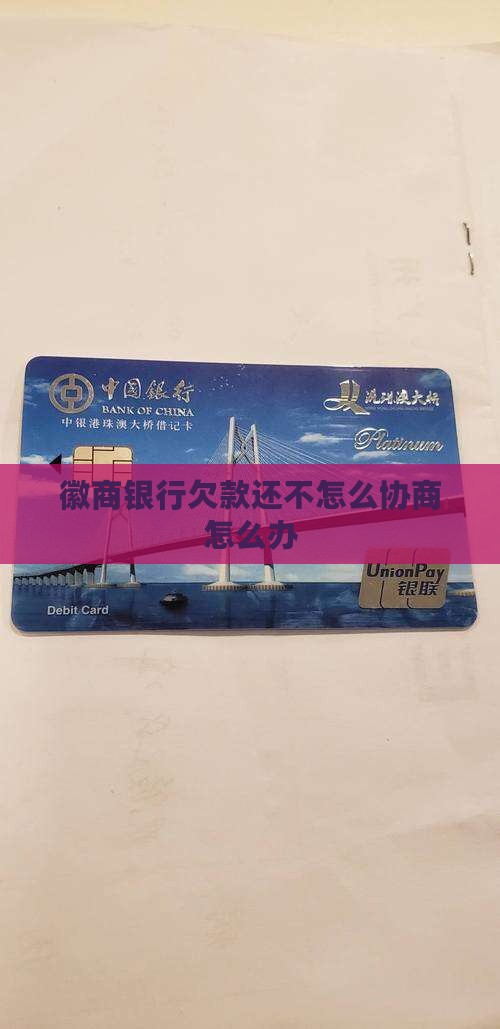 中国银行
BANK OF CHINA
中银港珠澳大桥借记卡
港珠澳大桥
Platinum
徽商银行欠款还不怎么协商
怎么办
UnionPay
银联
Debit Card